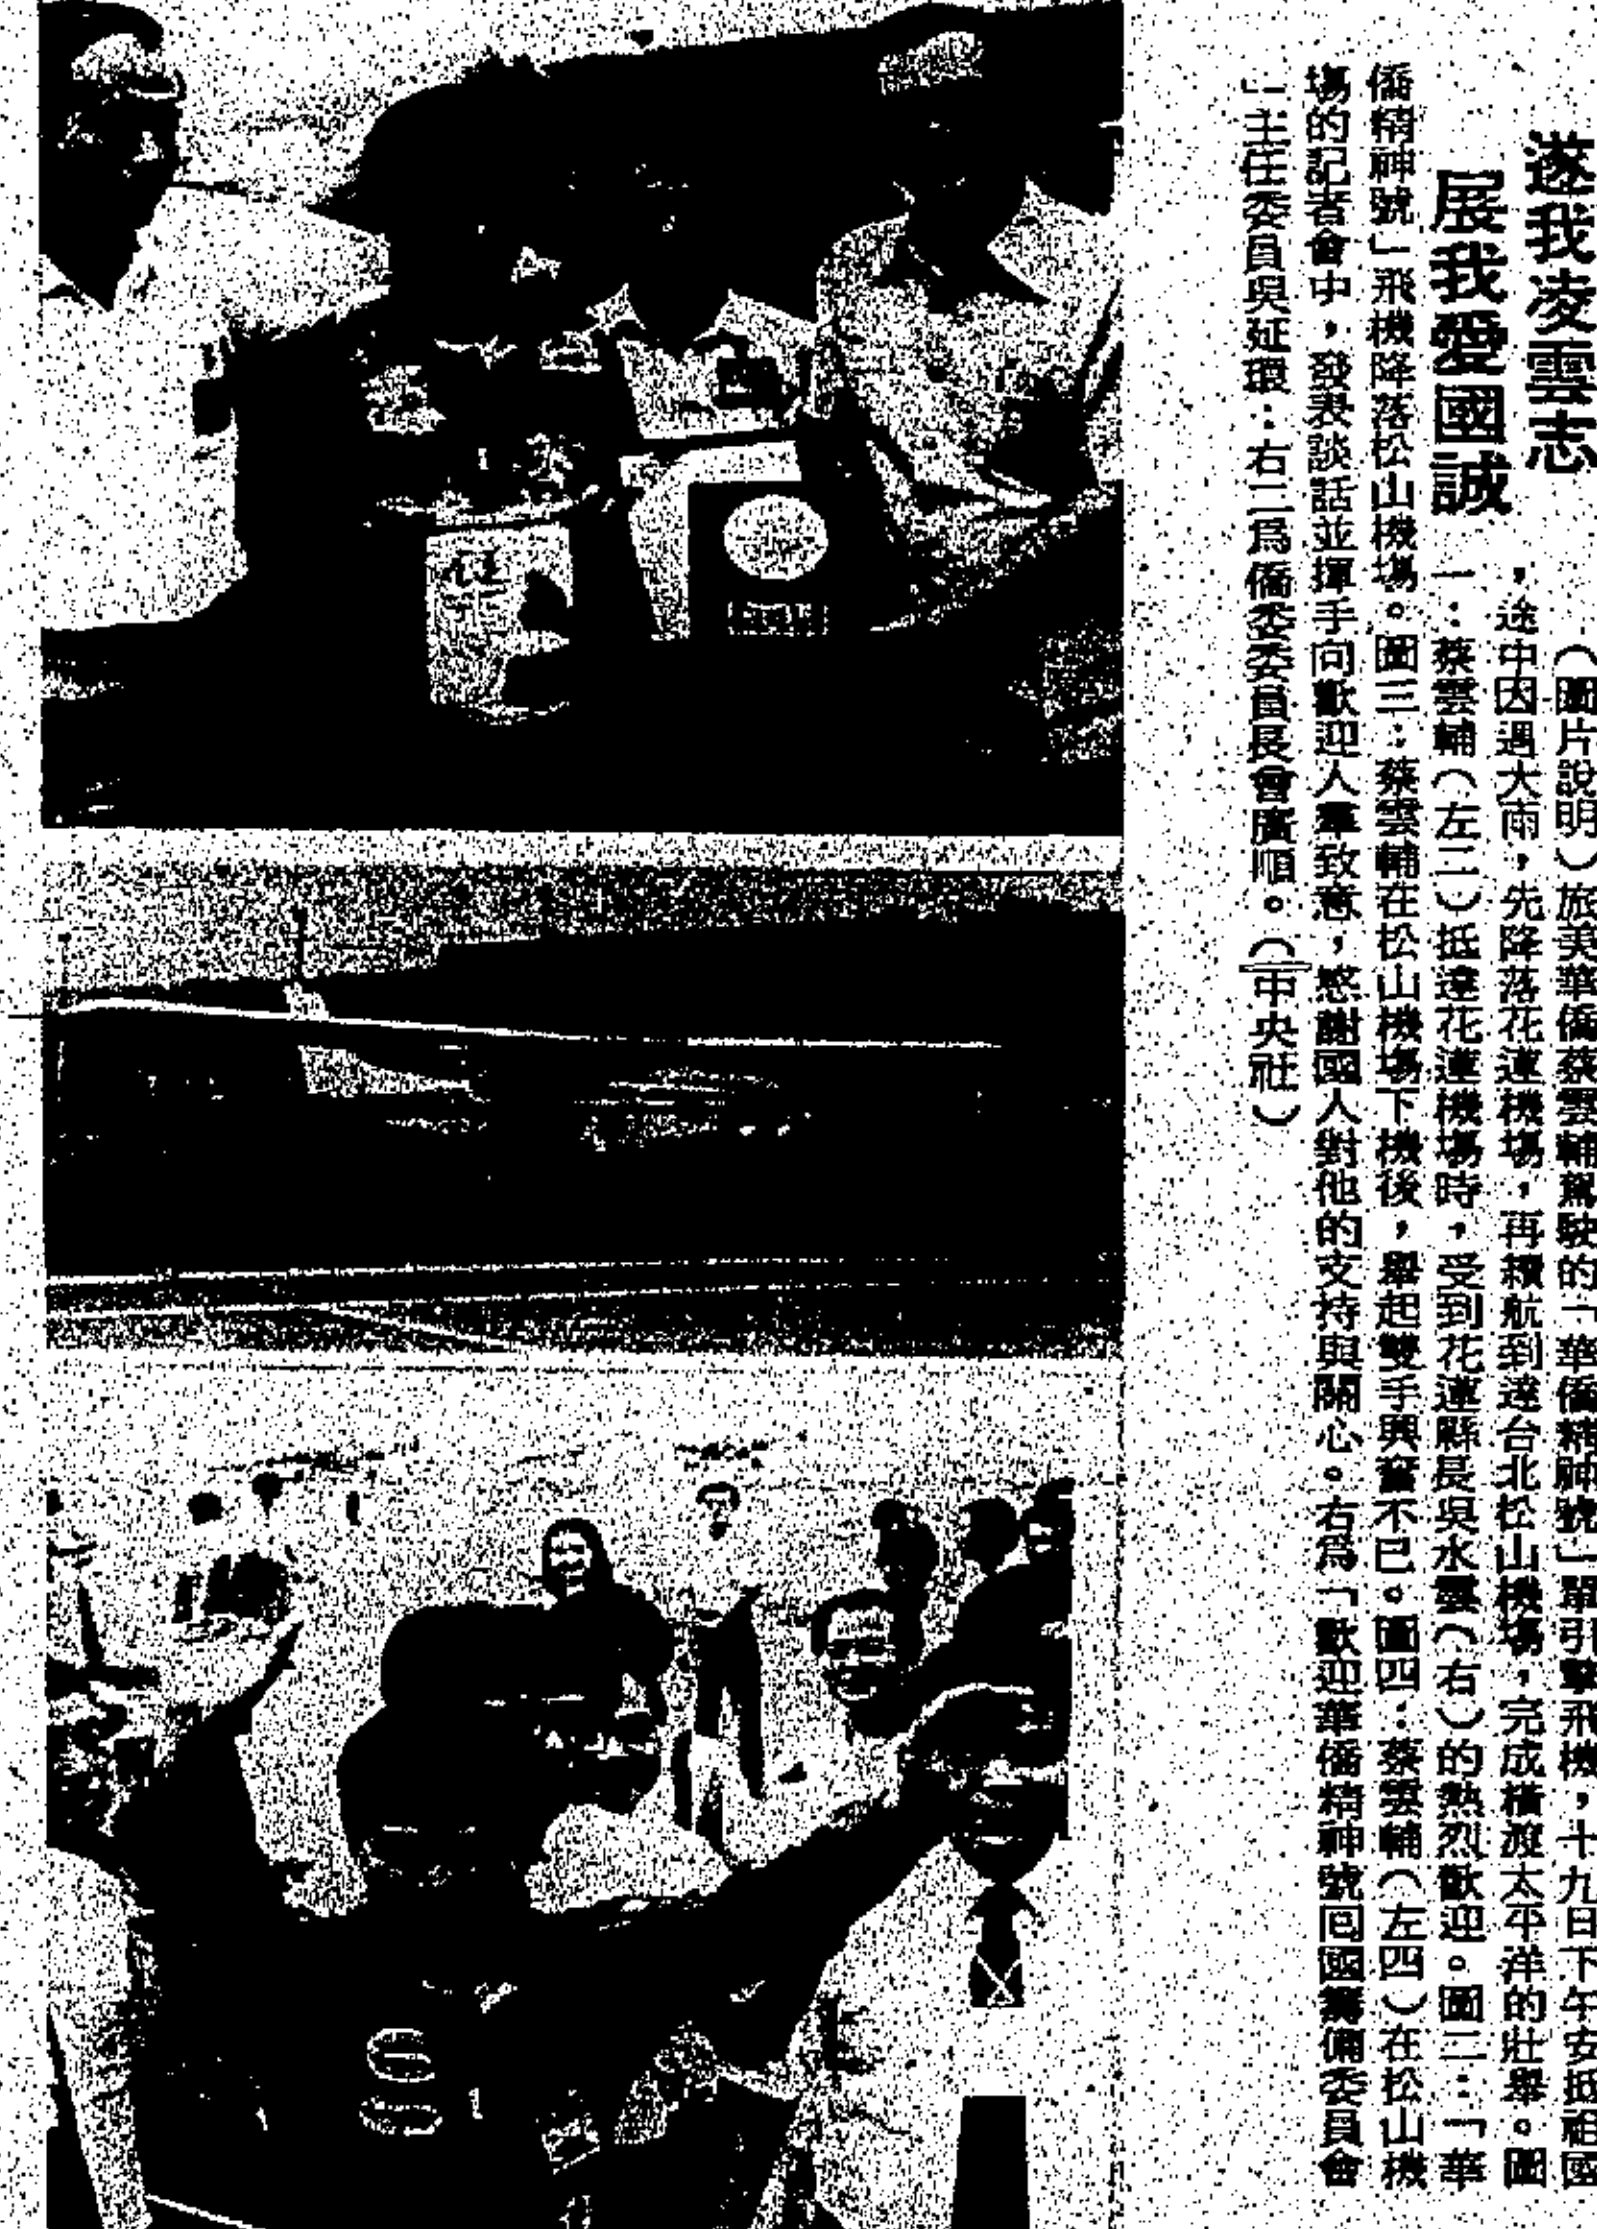 遂我凌雲志
展我愛國誠
(圖片說明)旅美華僑蔡雲輔駕駛的「華僑精神號」單引擎飛機，十九日下午安抵祖國
，途中因遇大雨，先降落花蓮機場，再續航到達台北松山機場，完成橫渡太平洋的壯舉。圖
一：蔡雲輔(左二)抵達花蓮機場時，受到花蓮縣長吳水雲(右)的熱烈歡迎。圖二：「華
僑精神號」飛機降落松山機場。圖三：蔡雲輔在松山機場下機後，舉起雙手興奮不已。圖四：蔡雲輔(左四)在松山機
場的記者會中，發表談話並揮手向歡迎人羣致意，感謝國人對他的支持與關心。右爲「歡迎華僑精神號囘國籌備委員會
」主任委員吳延環：右二爲僑委委員長曾廣順。(中央社)